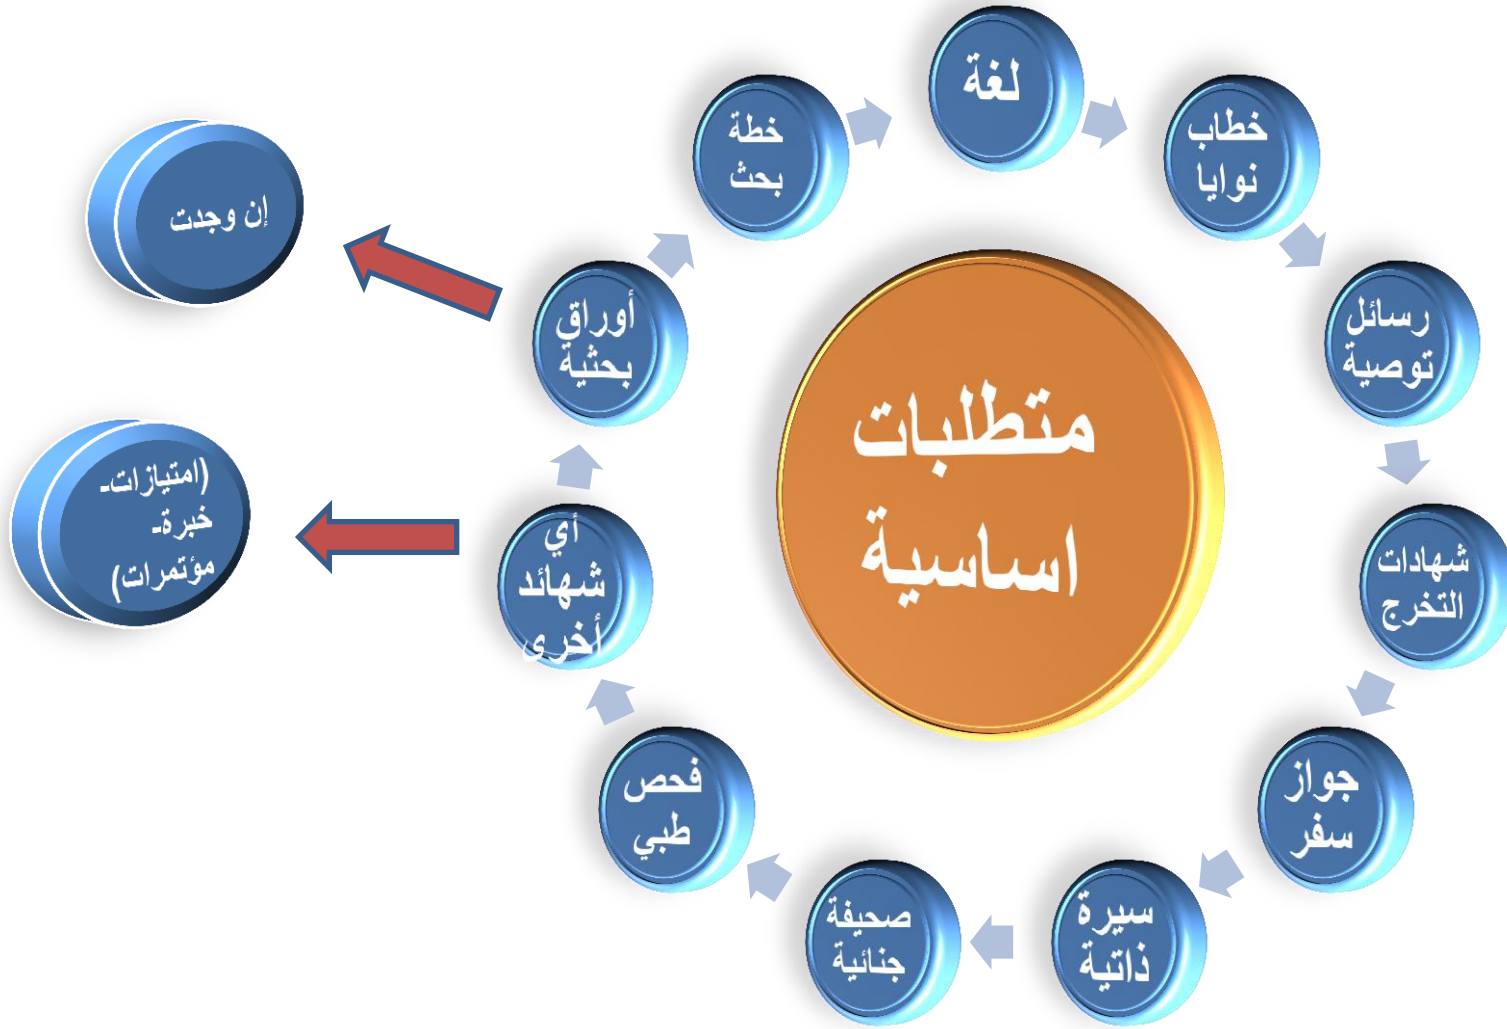 متطلبات
اساسية
لغة
خطاب
نوايا
رسائل
توصية
شهادات
التخرج
جواز
سفر
سيرة
ذاتية
صحيفة
جنائية
فحص
طبي
أي
شهائد
أخرى
(امتيازات-
خبرة-
مؤتمرات)
أوراق
بحثية
إن وجدت
خطة
بحث